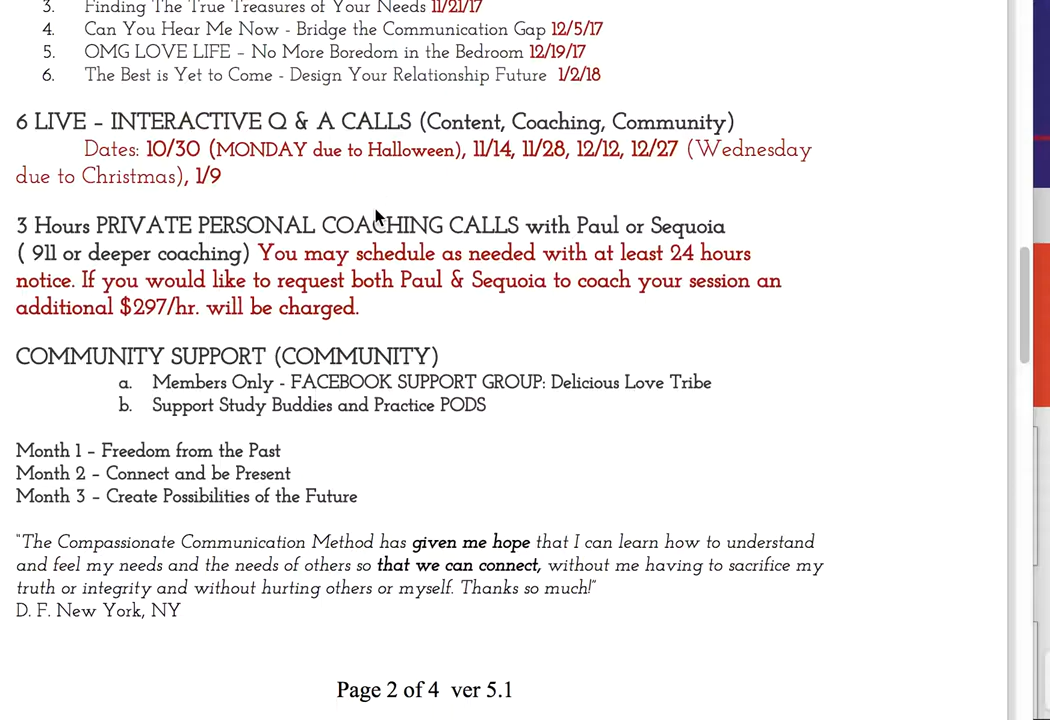 3. Finding The True Treasures of Your Needs 11/21/17
4. Can You Hear Me Now - Bridge the Communication Gap 12/5/17
5. OMG LOVE LIFE – No More Boredom in the Bedroom 12/19/17
6. The Best is Yet to Come - Design Your Relationship Future 1/2/18
6 LIVE – INTERACTIVE Q & A CALLS (Content, Coaching, Community)
Dates: 10/30 (MONDAY due to Halloween), 11/14, 11/28, 12/12, 12/27 (Wednesday
due to Christmas), 1/9
3 Hours PRIVATE PERSONAL COACHING CALLS with Paul or Sequoia
( 911 or deeper coaching) You may schedule as needed with at least 24 hours
notice. If you would like to request both Paul & Sequoia to coach your session an
additional $297/hr. will be charged.
COMMUNITY SUPPORT (COMMUNITY)
a. Members Only - FACEBOOK SUPPORT GROUP: Delicious Love Tribe
b. Support Study Buddies and Practice PODS
Month 1 – Freedom from the Past
Month 2 – Connect and be Present
Month 3 – Create Possibilities of the Future
"The Compassionate Communication Method has given me hope that I can learn how to understand
and feel my needs and the needs of others so that we can connect, without me having to sacrifice my
truth or integrity and without hurting others or myself. Thanks so much!"
D. F. New York, NY
Page 2 of 4 ver 5.1